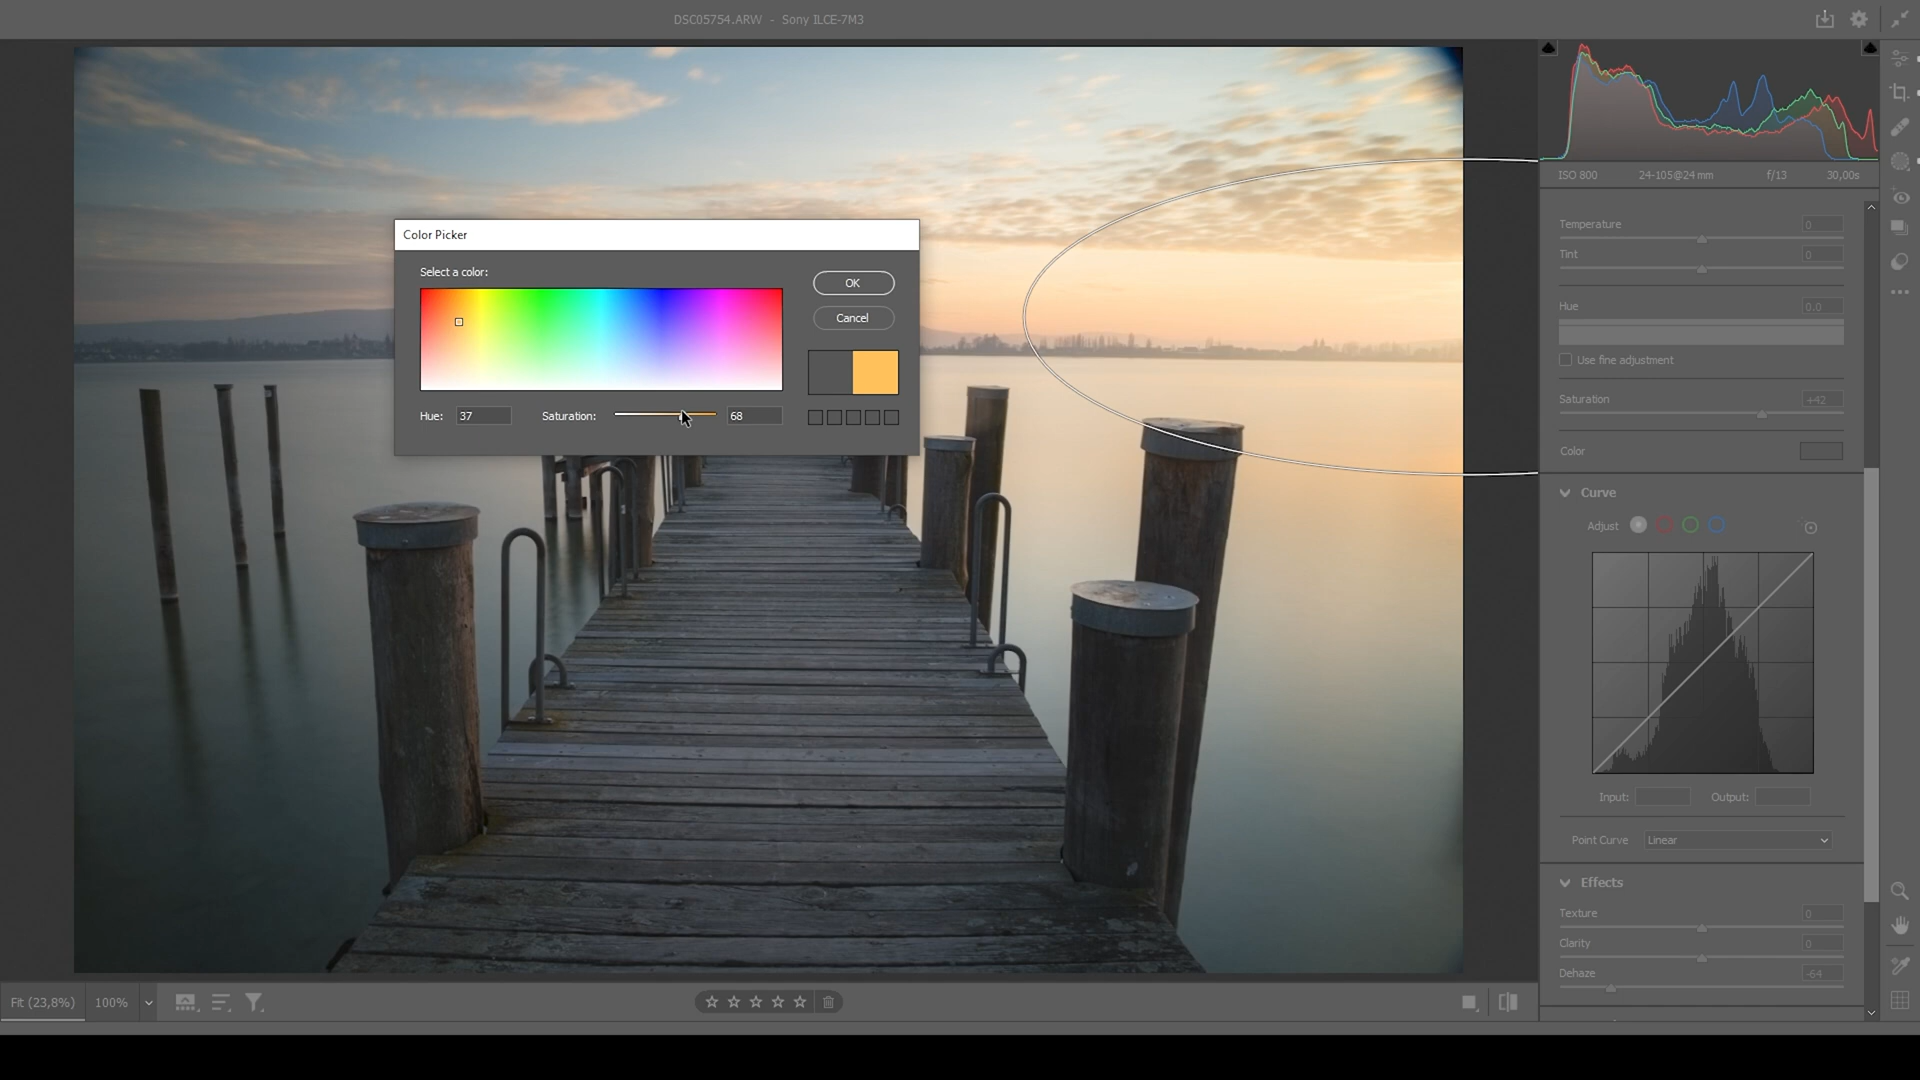 DSC05754.ARW - Sony ILCE-7M3
ISO 800 24-105@24 mm f/13 30,00s
Temperature 0
Tint 0
Hue 0.0
Use fine adjustment
Saturation +42
Color
Color Picker
Select a color:
OK
Cancel
Hue: 37 Saturation: 68
Curve
Adjust
Input: Output:
Point Curve Linear
Effects
Texture 0
Clarity 0
Dehaze -64
Fit (23,8%) 100%